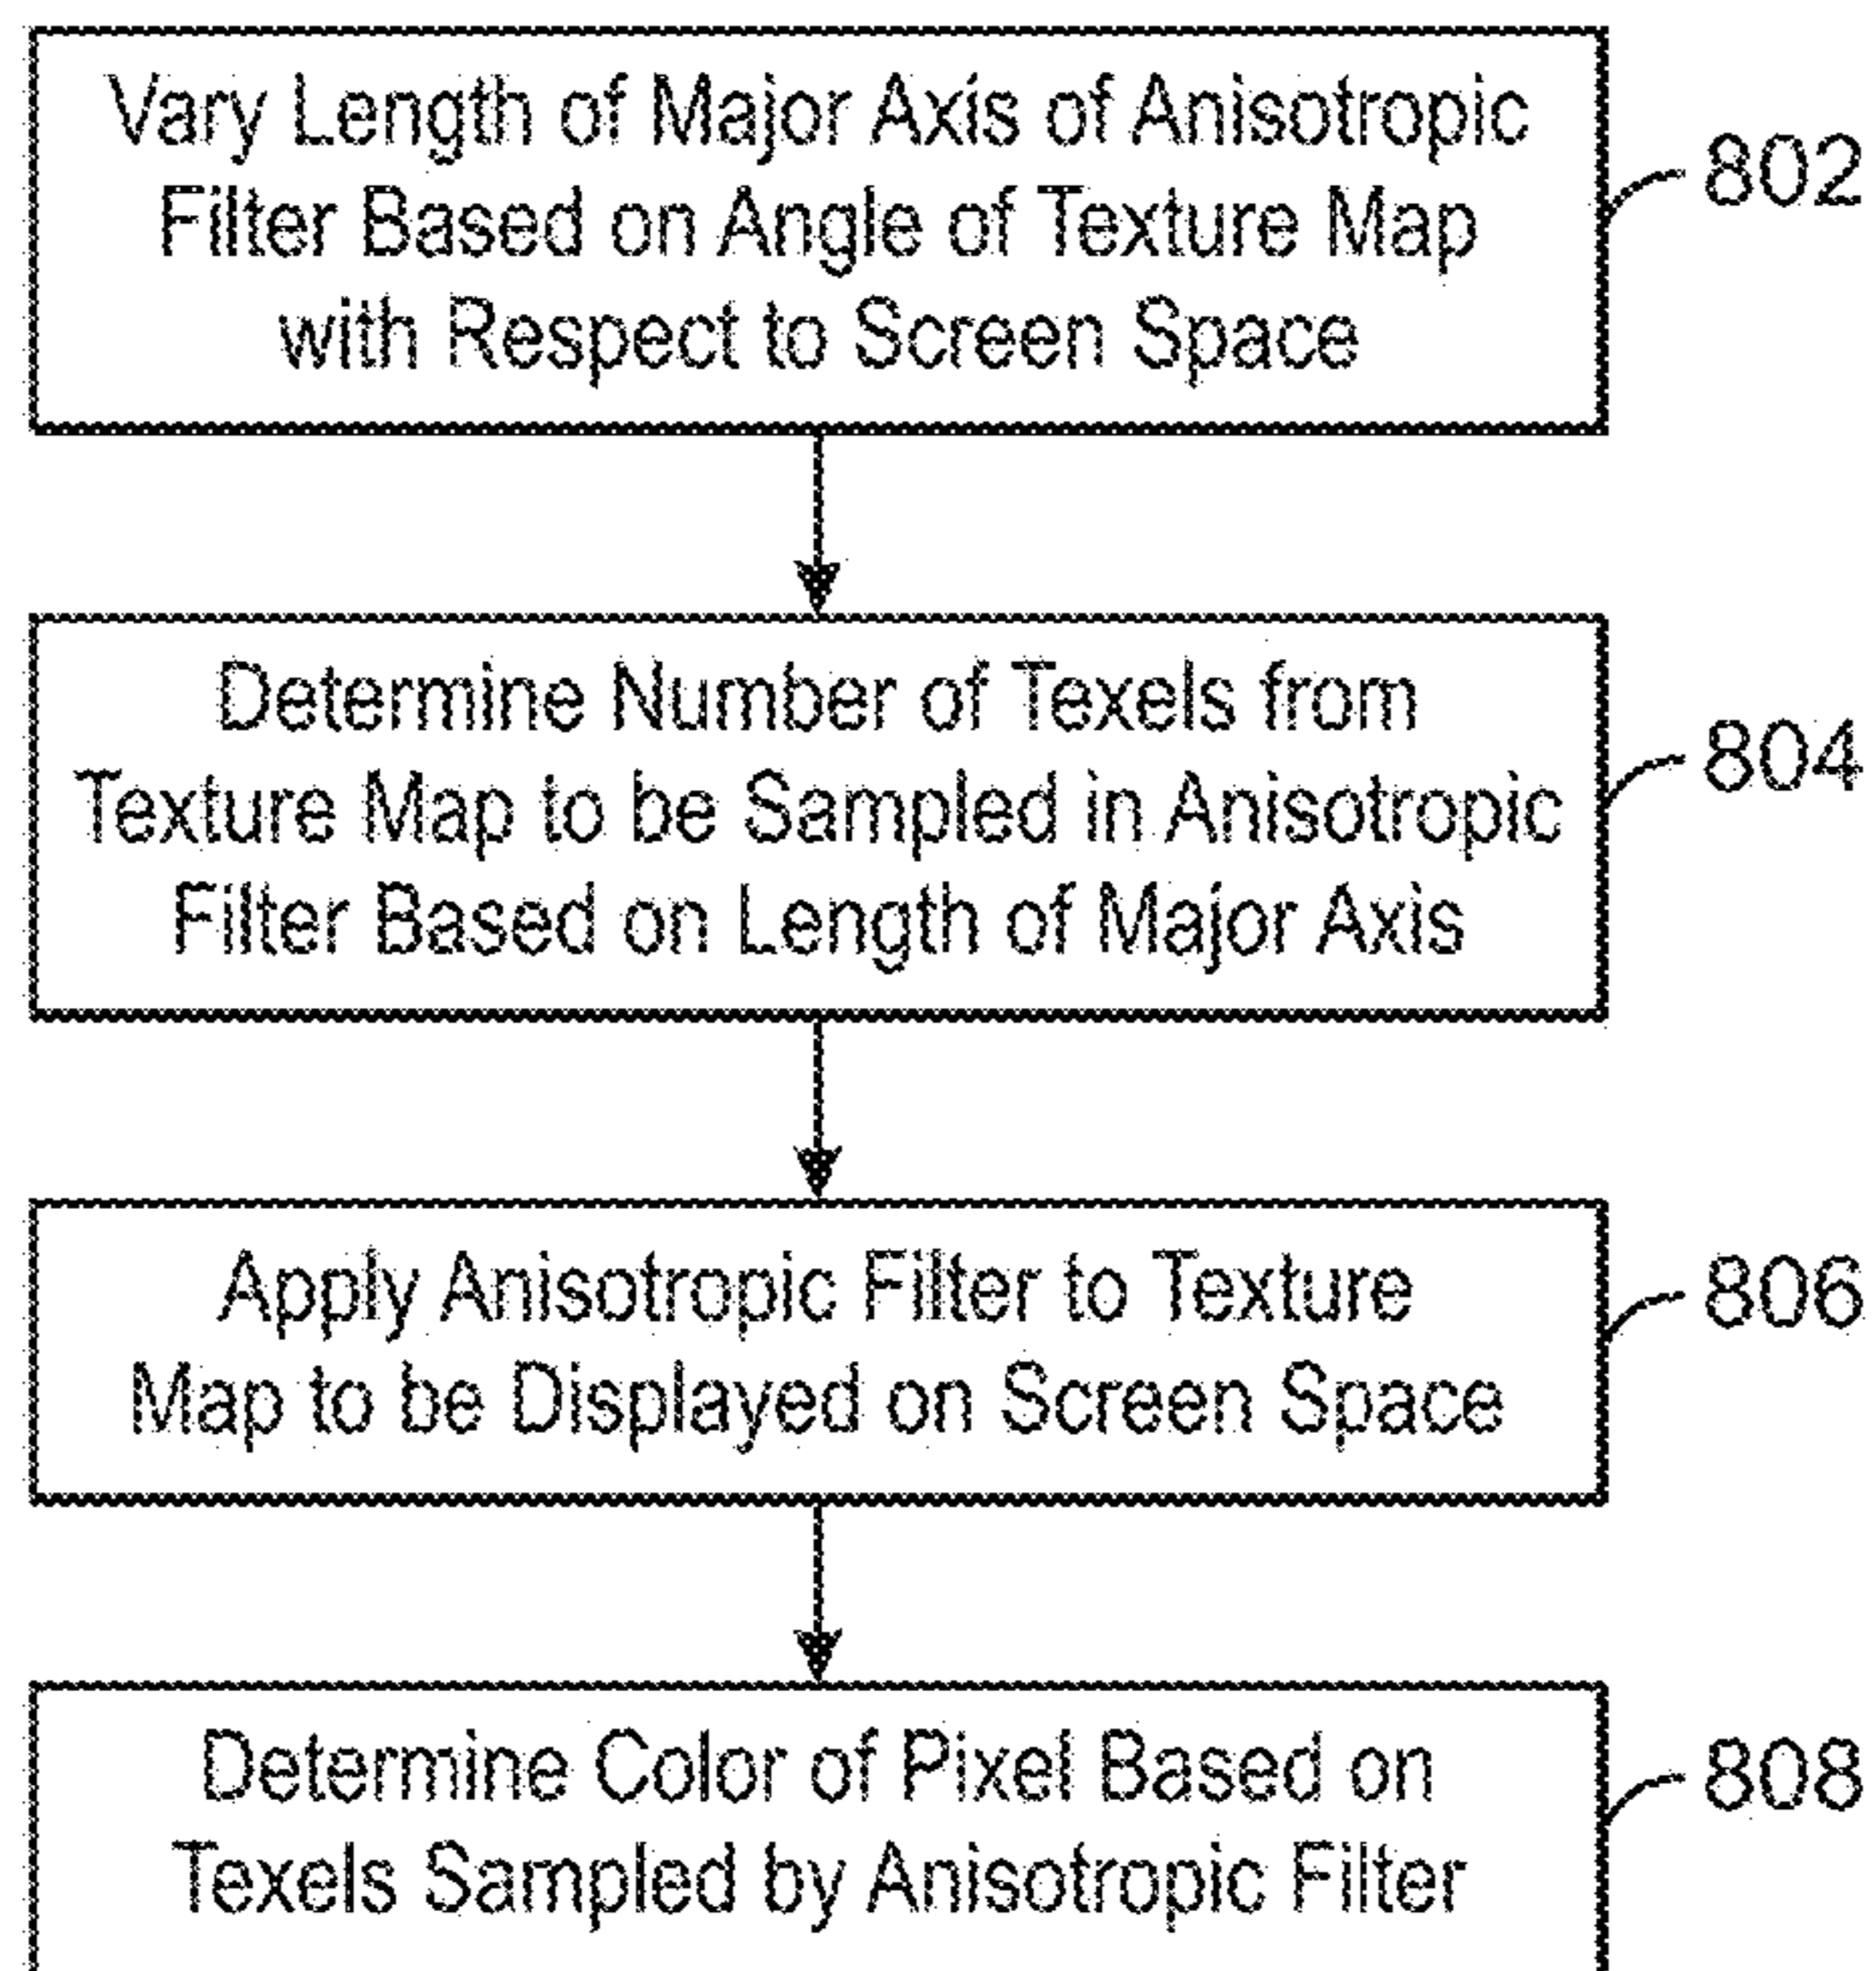 Vary Length of Major Axis of Anisotropic
Filter Based on Angle of Texture Map
with Respect to Screen Space
802
Determine Number of Texels from
Texture Map to be Sampled in Anisotropic
Filter Based on Length of Major Axis
804
Apply Anisotropic Filter to Texture
Map to be Displayed on Screen Space
806
Determine Color of Pixel Based on
Texels Sampled by Anisotropic Filter
808